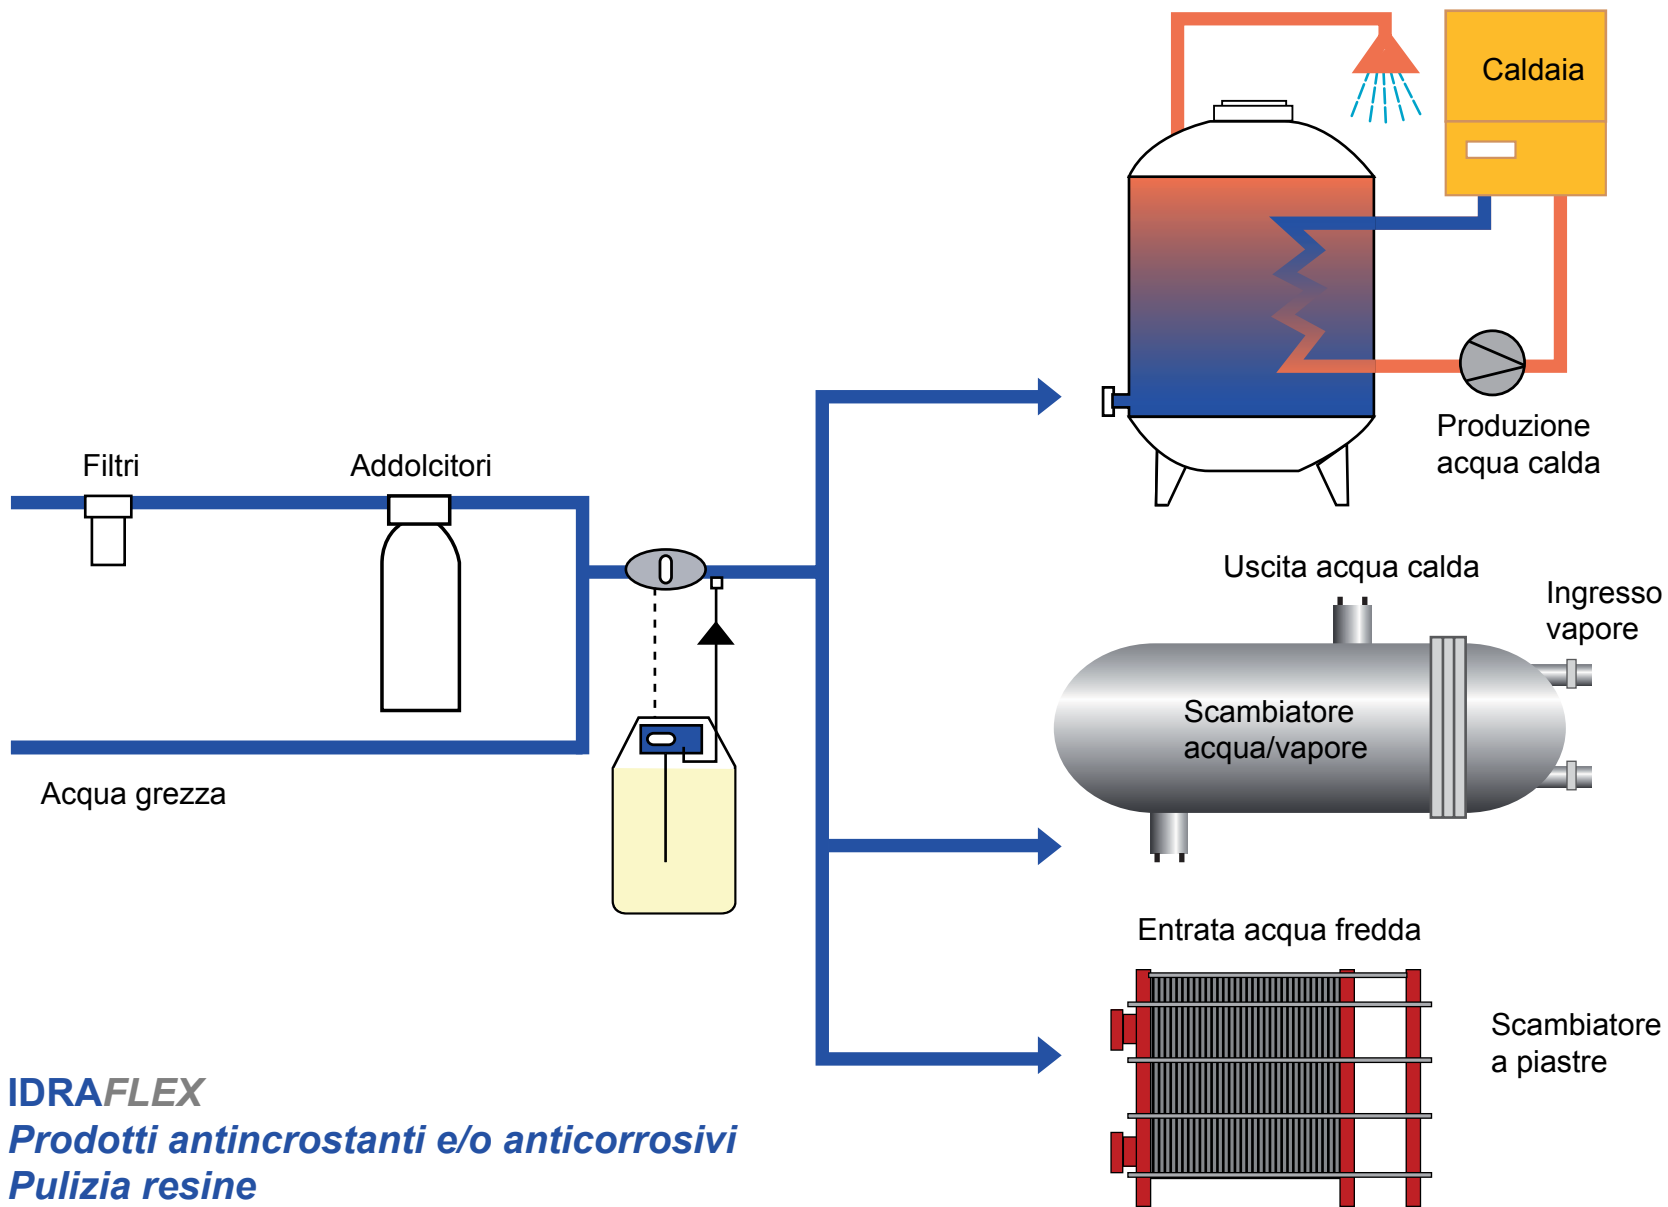 Caldaia
Produzione
acqua calda
Filtri
Addolcitori
Uscita acqua calda
Ingresso
vapore
Scambiatore
acqua/vapore
Acqua grezza
Entrata acqua fredda
Scambiatore
a piastre
IDRAFLEX
Prodotti antincrostanti e/o anticorrosivi
Pulizia resine